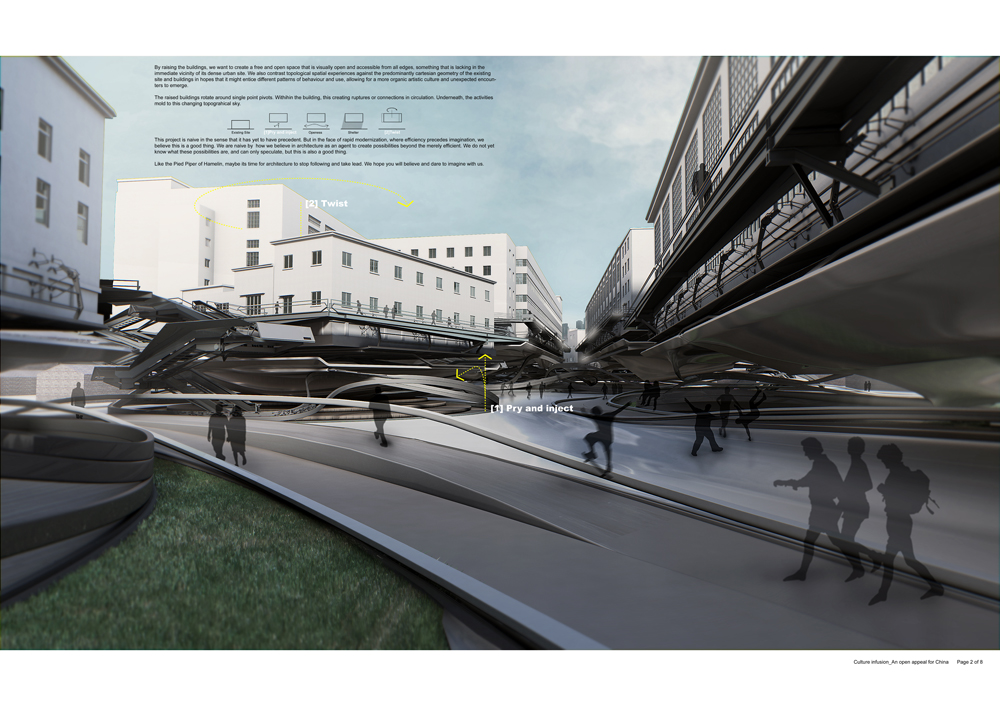 By raising the buildings, we want to create a free and open space that is visually open and accessible from all edges, something that is lacking in the
immediate vicinity of its dense urban site. We also contrast topological spatial experiences against the predominantly cartesian geometry of the existing
site and buildings in hopes that it might entice different patterns of behaviour and use, allowing for a more organic artistic culture and unexpected encoun-
ters to emerge.
The raised buildings rotate around single point pivots. Withihin the building, this creating ruptures or connections in circulation. Underneath, the activities
mold to this changing topograhical sky.
Existing Site
Openess
Shelter
This project is naive in the sense that it has yet to have precedent. But in the face of rapid modernization, where efficiency precedes imagination, we
believe this is a good thing. We are naive by how we believe in architecture as an agent to create possibilities beyond the merely efficient. We do not yet
know what these possibilities are, and can only speculate, but this is also a good thing.
Like the Pied Piper of Hamelin, maybe its time for architecture to stop following and take lead. We hope you will believe and dare to imagine with us.
[2] Twist
[1] Pry and Inject
Culture infusion_An open appeal for China Page 2 of 8